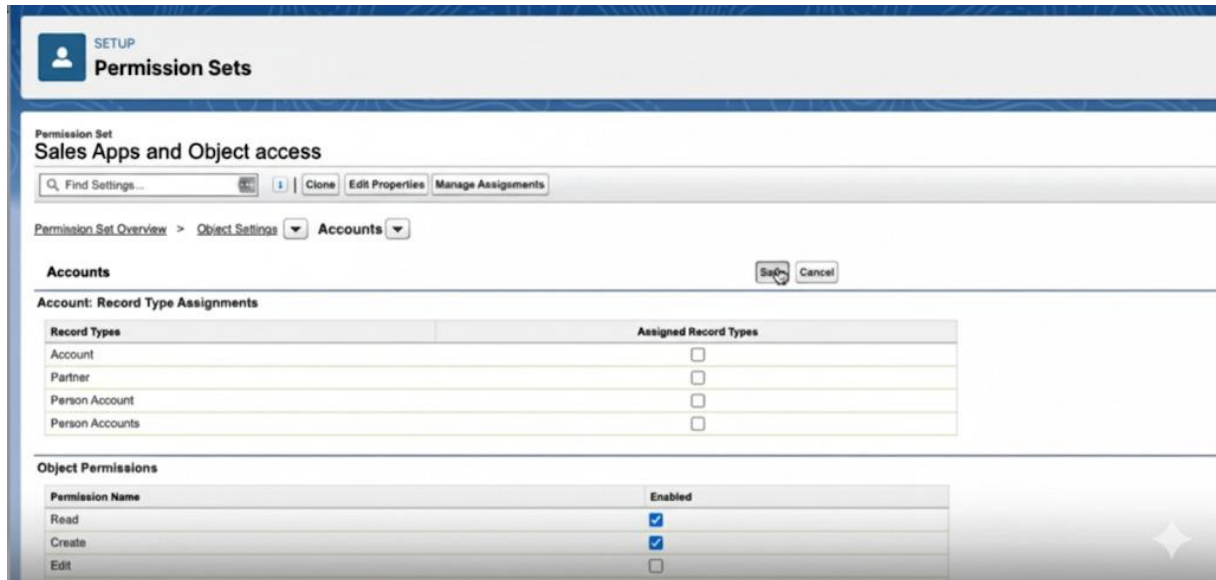 SETUP
Permission Sets
Permission Set
Sales Apps and Object access
Find Settings... Clone Edit Properties Manage Assignments
Permission Set Overview > Object Settings Accounts
Accounts Cancel
Account: Record Type Assignments
Record Types Assigned Record Types
Account
Partner
Person Account
Person Accounts
Object Permissions
Permission Name Enabled
Read
Create
Edit